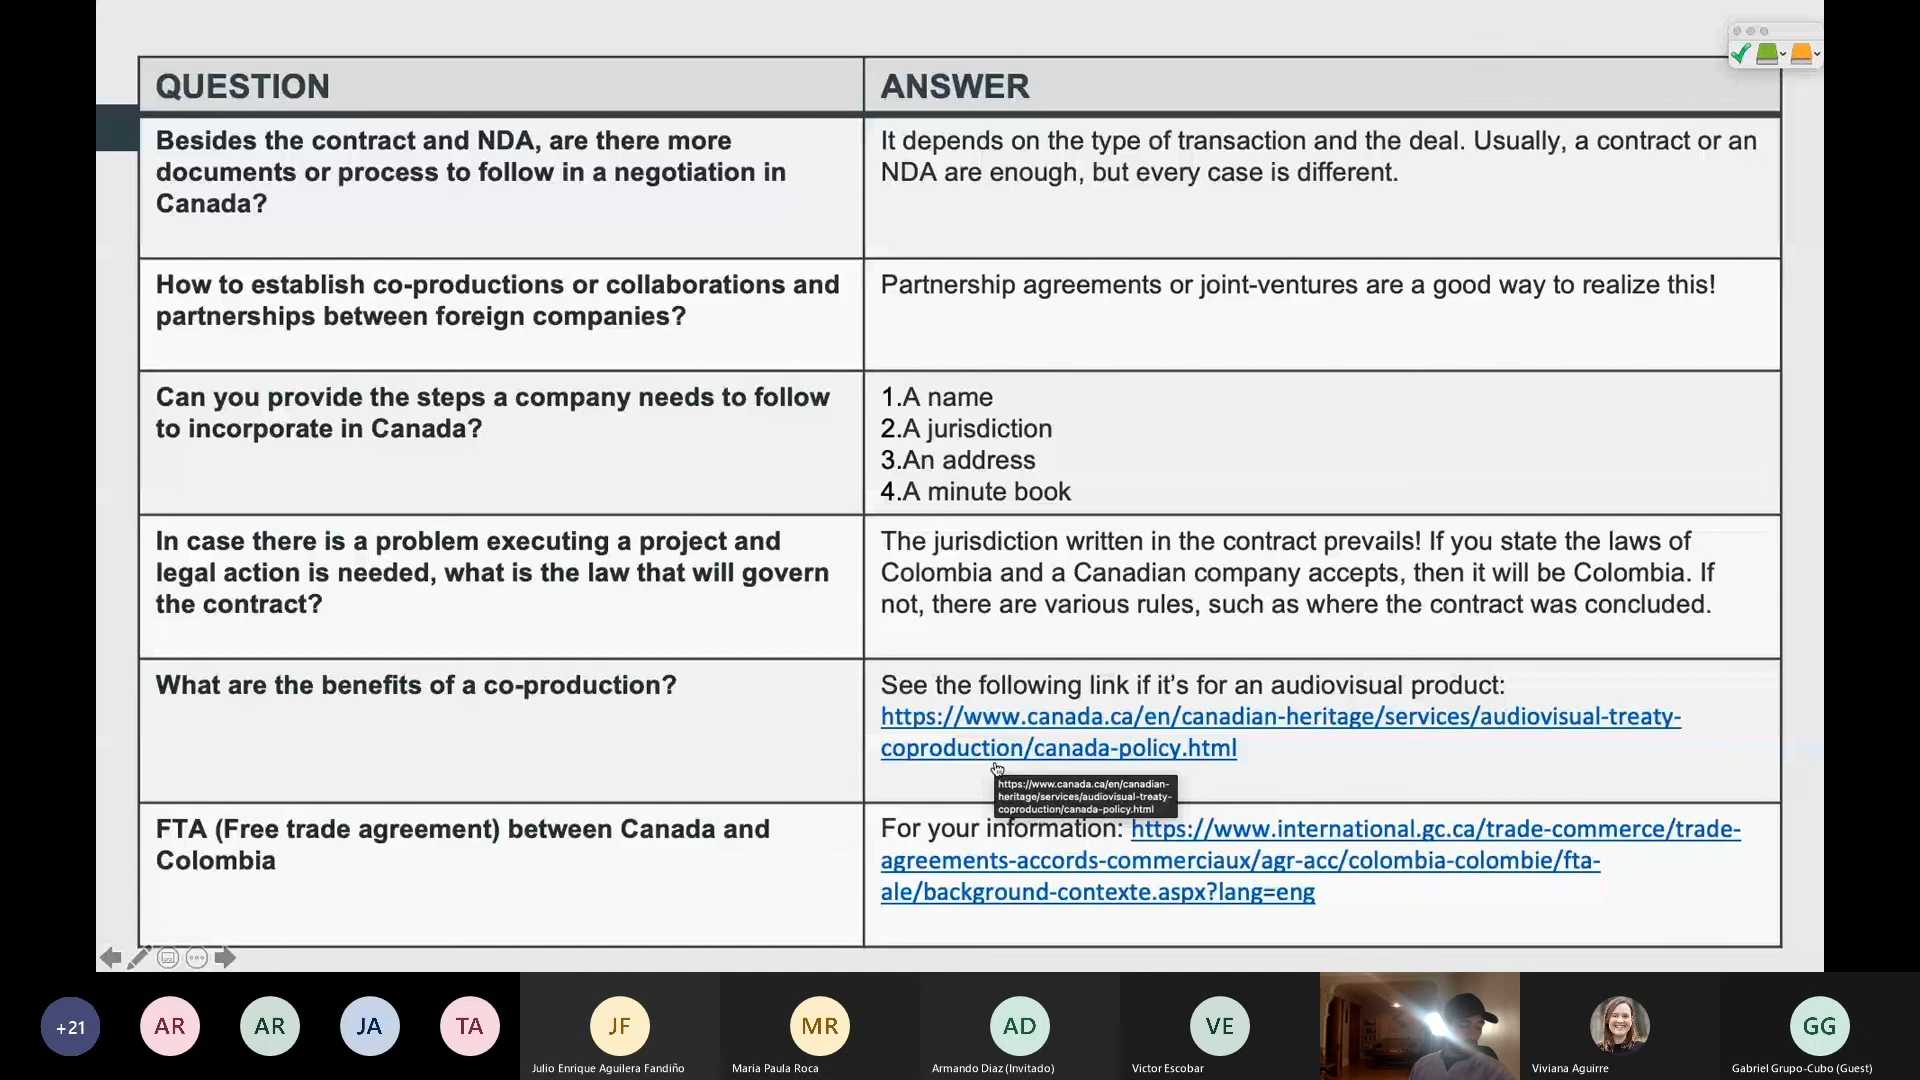 QUESTION
ANSWER
Besides the contract and NDA, are there more
documents or process to follow in a negotiation in
Canada?
It depends on the type of transaction and the deal. Usually, a contract or an
NDA are enough, but every case is different.
How to establish co-productions or collaborations and
partnerships between foreign companies?
Partnership agreements or joint-ventures are a good way to realize this!
Can you provide the steps a company needs to follow
to incorporate in Canada?
1.A name
2.A jurisdiction
3.An address
4.A minute book
In case there is a problem executing a project and
legal action is needed, what is the law that will govern
the contract?
The jurisdiction written in the contract prevails! If you state the laws of
Colombia and a Canadian company accepts, then it will be Colombia. If
not, there are various rules, such as where the contract was concluded.
What are the benefits of a co-production?
See the following link if it’s for an audiovisual product:
https://www.canada.ca/en/canadian-heritage/services/audiovisual-treaty-
coproduction/canada-policy.html
https://www.canada.ca/en/canadian-
heritage/services/audiovisual-treaty-
coproduction/canada-policy.html
FTA (Free trade agreement) between Canada and
Colombia
For your information: https://www.international.gc.ca/trade-commerce/trade-
agreements-accords-commerciaux/agr-acc/colombia-colombie/fta-
ale/background-contexte.aspx?lang=eng
+21
AR
AR
JA
TA
JF
MR
AD
VE
GG
Julio Enrique Aguilera Fandiño
Maria Paula Roca
Armando Diaz (Invitado)
Victor Escobar
Viviana Aguirre
Gabriel Grupo-Cubo (Guest)